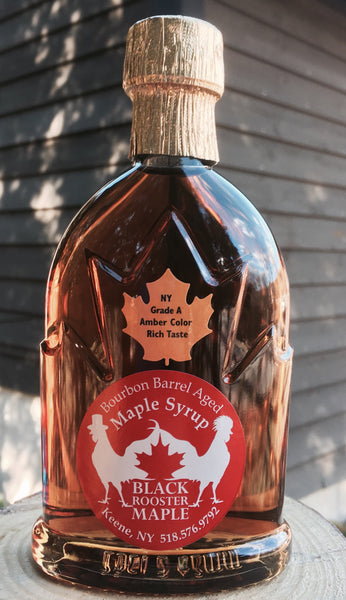 NY
Grade A
Amber Color
Rich Taste
Bourbon Barrel Aged
Maple Syrup
BLACK
ROOSTER
MAPLE
Keene, NY 518.576.9792